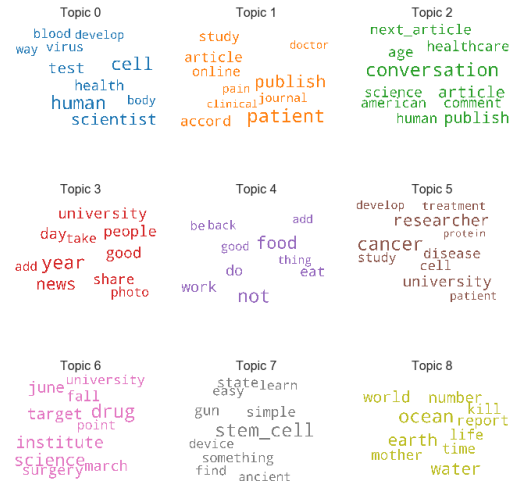 Topic 0
blood develop
way virus
test cell
health
human body
scientist
Topic 1
study
doctor
article
online
pain publish
clinical journal
accord patient
Topic 2
next_article
age healthcare
conversation
science article
american comment
human publish
Topic 3
university
day take people
good
add year
news share
photo
Topic 4
be back add
good food
thing
do eat
work not
Topic 5
develop treatment
researcher
protein
cancer
study disease
cell
university
patient
Topic 6
june university
fall
target drug
point
institute
science
surgery march
Topic 7
state learn
easy
gun simple
stem_cell
device
something
find ancient
Topic 8
world number
kill
ocean report
earth life
time
mother
water